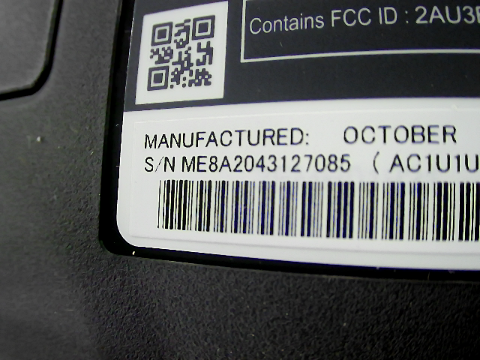 Contains FCC ID : 2AU3
MANUFACTURED: OCTOBER
S/N ME8A2043127085 ( AC1U1U